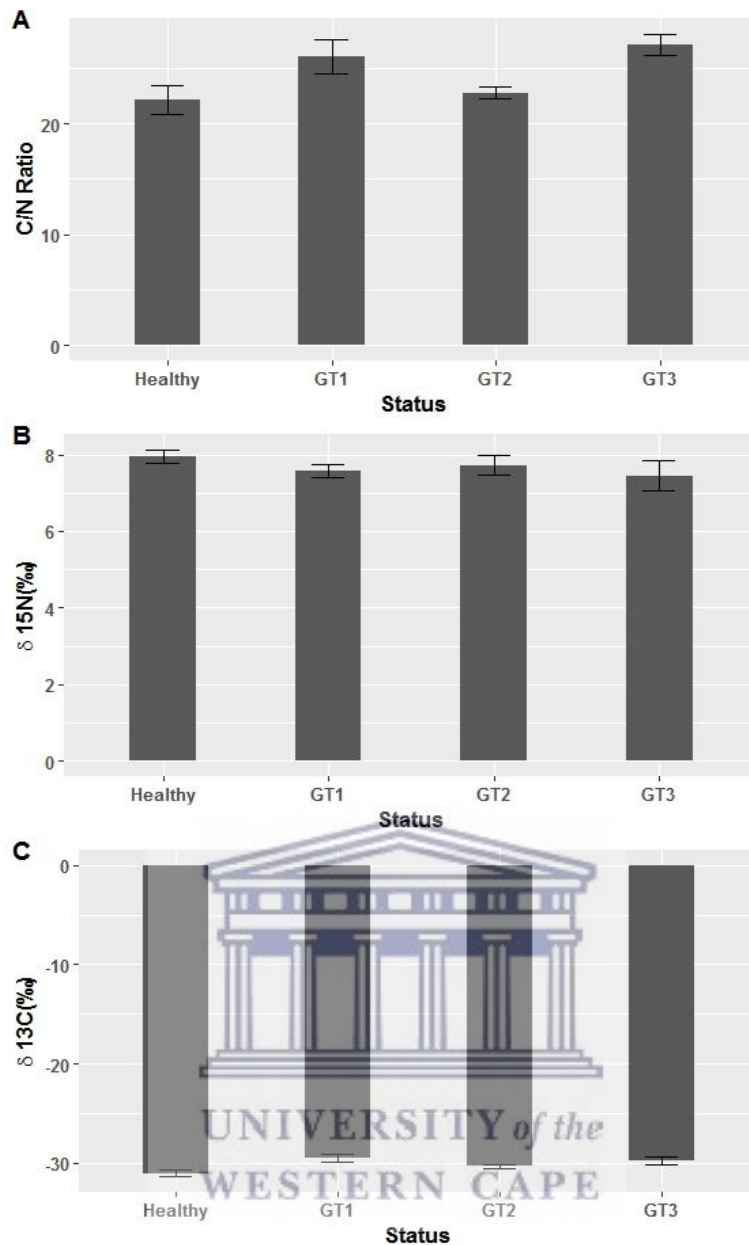 A
20
10
0
C/N Ratio
Healthy GT1 GT2 GT3
Status
B
8
6
4
2
0
δ 15N(‰)
Healthy GT1 GT2 GT3
Status
C
0
-10
-20
-30
δ 13C(‰)
UNIVERSITY of the
WESTERN CAPE
Healthy GT1 GT2 GT3
Status